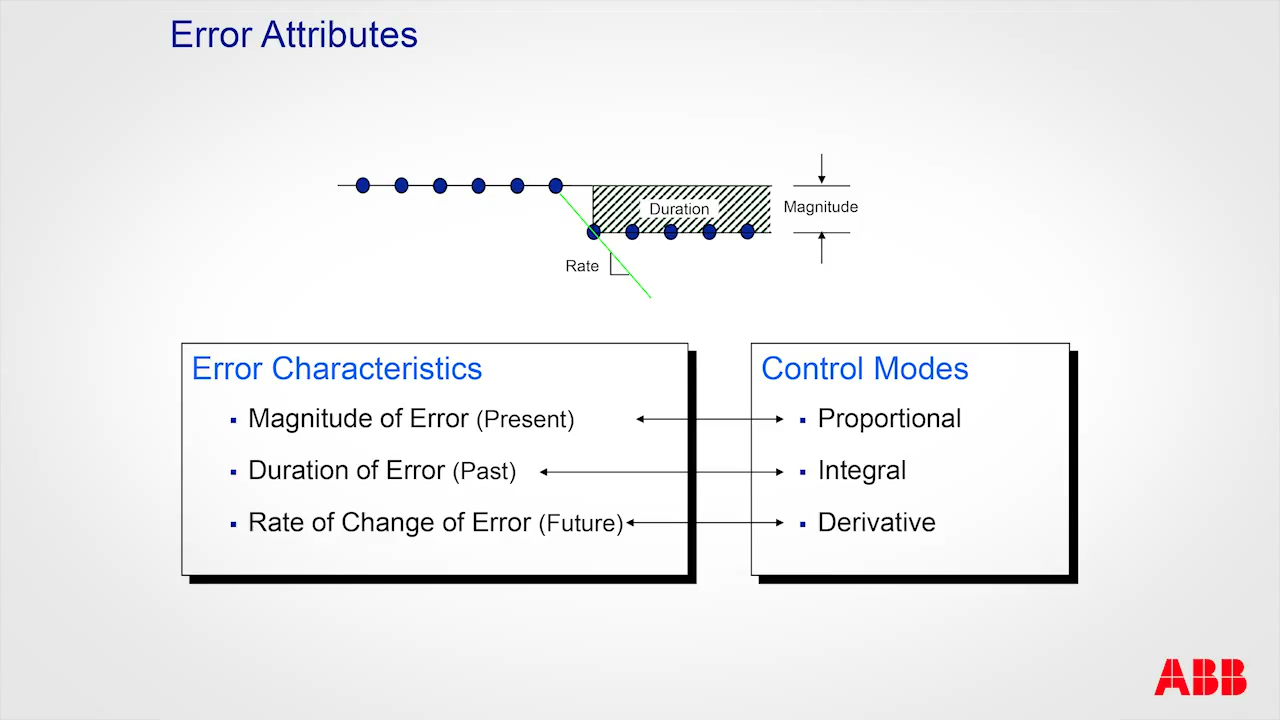 Error Attributes
Duration
Magnitude
Rate
Error Characteristics
▪ Magnitude of Error (Present)
▪ Duration of Error (Past)
▪ Rate of Change of Error (Future)
Control Modes
▪ Proportional
▪ Integral
▪ Derivative
ABB